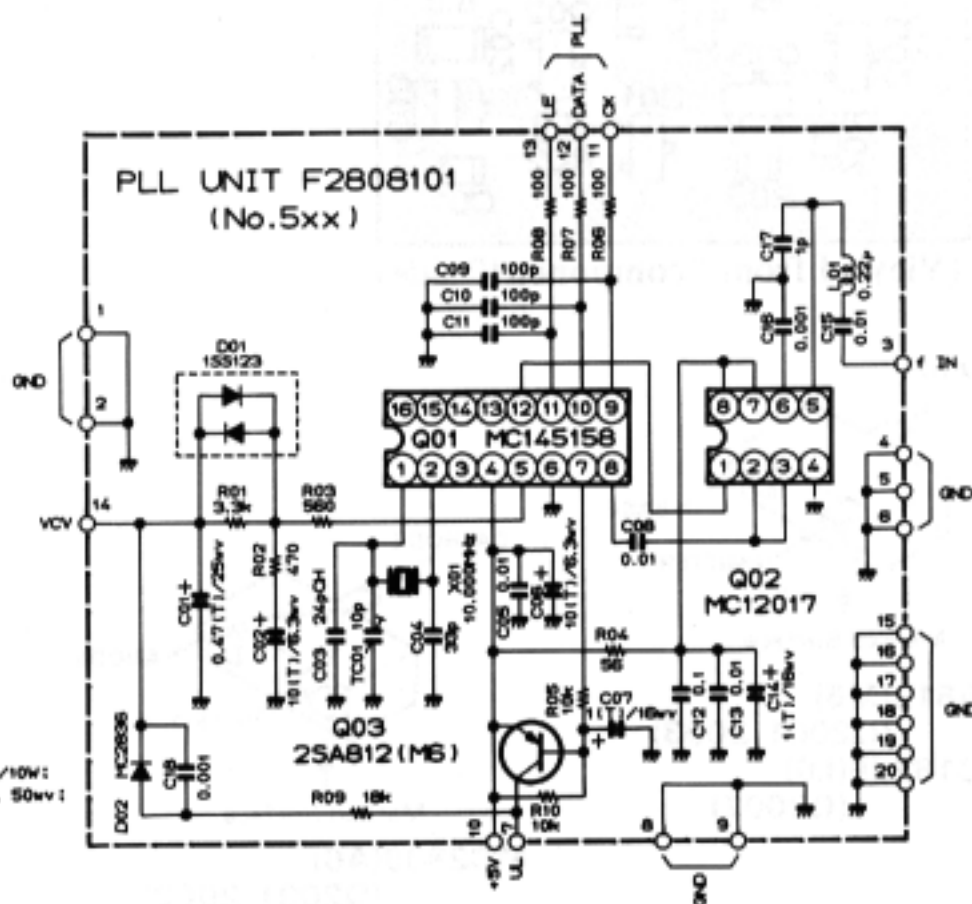 PLL
LE
DATA
CK
13
12
11
PLL UNIT F2808101
(No.5xx)
100
100
100
R08
R07
R06
C09 100p
C10 100p
C11 100p
C17 1p
L01 0.22μ
C16 0.001
C15 0.01
3
f IN
1
GND
2
D01
1SS123
16 15 14 13 12 11 10 9
Q01 MC145158
1 2 3 4 5 6 7 8
8 7 6 5
1 2 3 4
4
5
6
GND
14
VCV
R01
3.3k
R03
560
R02 470
C01 + 0.47(T)/25wv
C02 + 10(T)/6.3wv
C03 24pCH
TC01 10p
X01 10.000MHz
C04 33p
C05 0.01
C06 + 10(T)/6.3wv
C08
0.01
Q02
MC12017
R04
56
R05 10k
C07
1(T)/16wv
+
C12 0.1
C13 0.01
C14 + 1(T)/16wv
15
16
17
18
19
20
GND
Q03
2SA812(M6)
MC2836
D02
C18 0.001
R09 18k
R10
10k
/10W:
50wv:
10
7
+5V
UL
8
9
GND